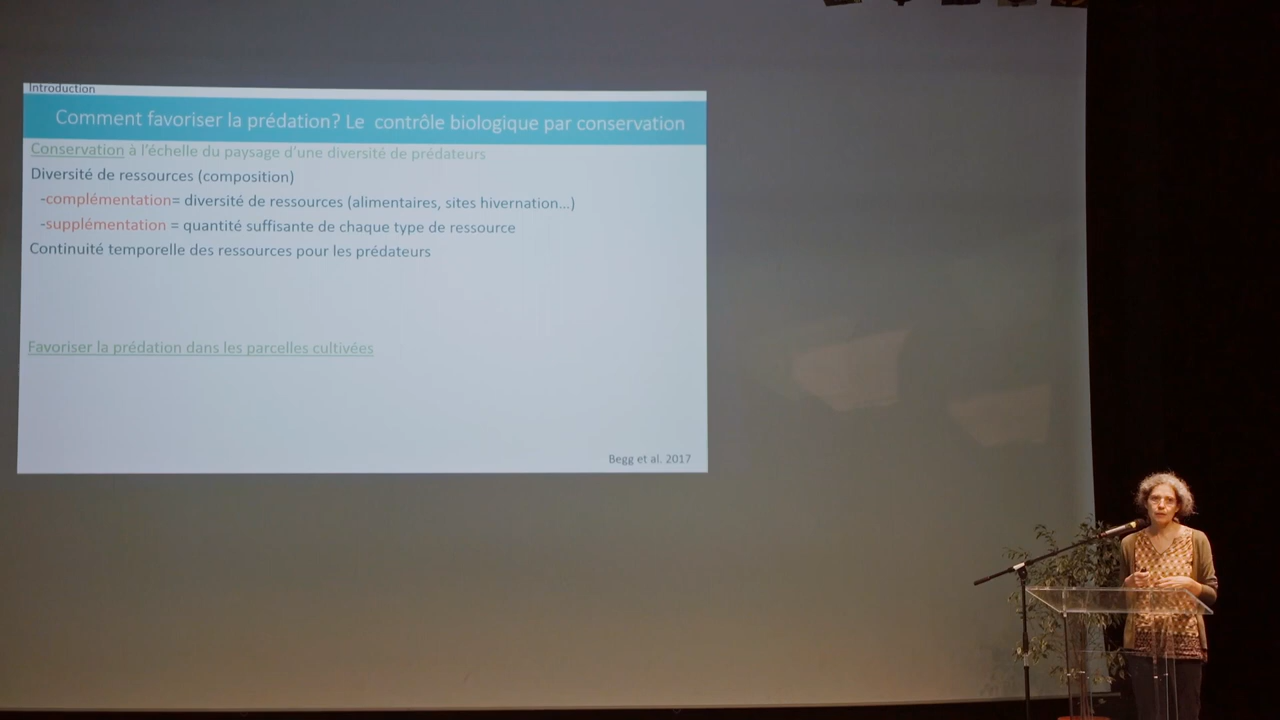 Introduction
Comment favoriser la prédation? Le contrôle biologique par conservation
Conservation à l'échelle du paysage d'une diversité de prédateurs
Diversité de ressources (composition)
-complémentation= diversité de ressources (alimentaires, sites hivernation...)
-supplémentation = quantité suffisante de chaque type de ressource
Continuité temporelle des ressources pour les prédateurs
Favoriser la prédation dans les parcelles cultivées
Begg et al. 2017